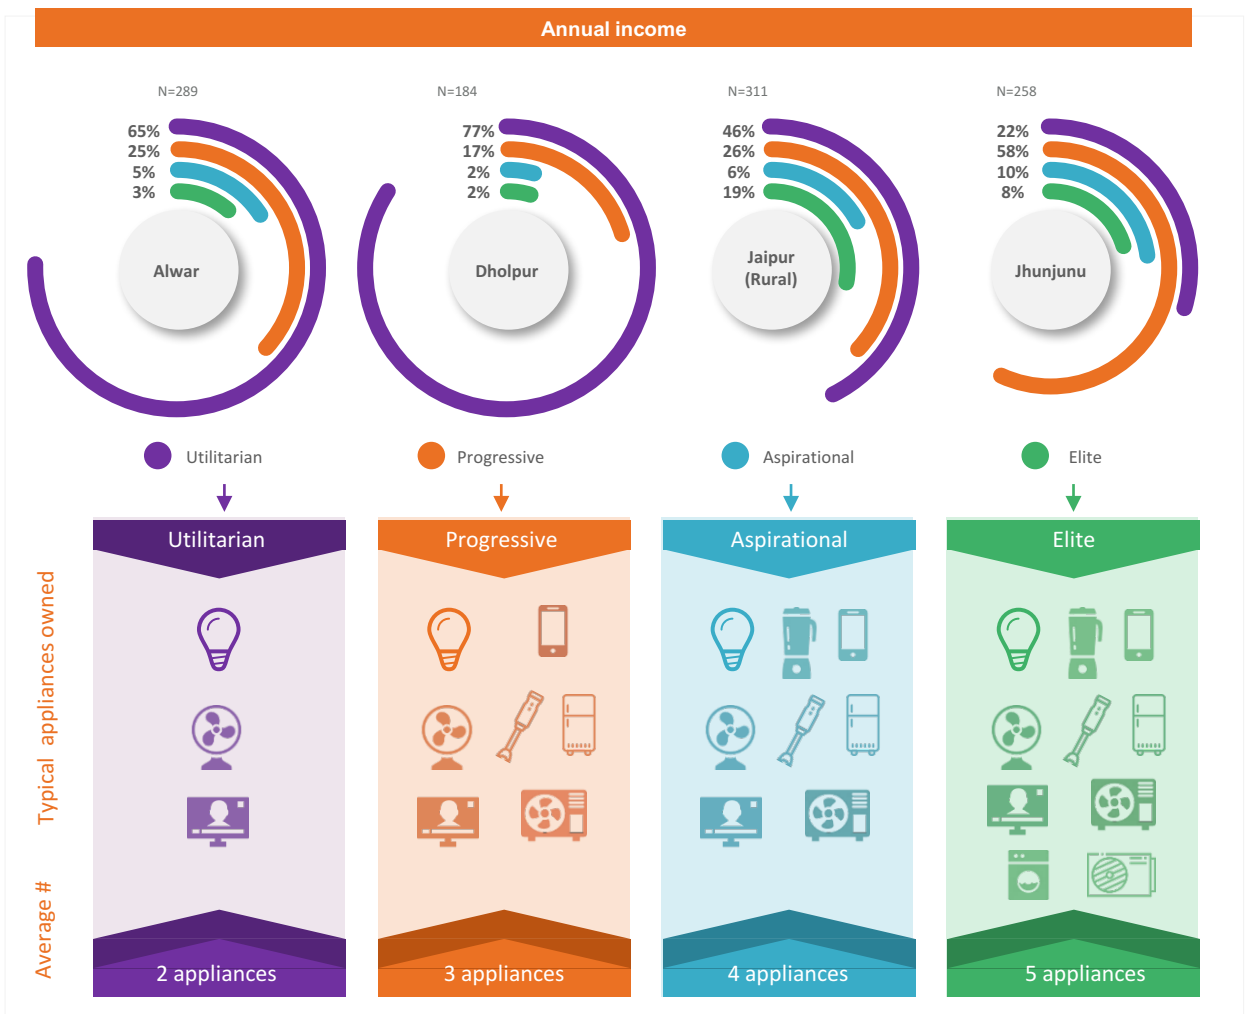 Annual income
N=289
65%
25%
5%
3%
Alwar
N=184
77%
17%
2%
2%
Dholpur
N=311
46%
26%
6%
19%
Jaipur
(Rural)
N=258
22%
58%
10%
8%
Jhunjunu
Utilitarian
Progressive
Aspirational
Elite
Typical appliances owned
Utilitarian
Progressive
Aspirational
Elite
Average #
2 appliances
3 appliances
4 appliances
5 appliances